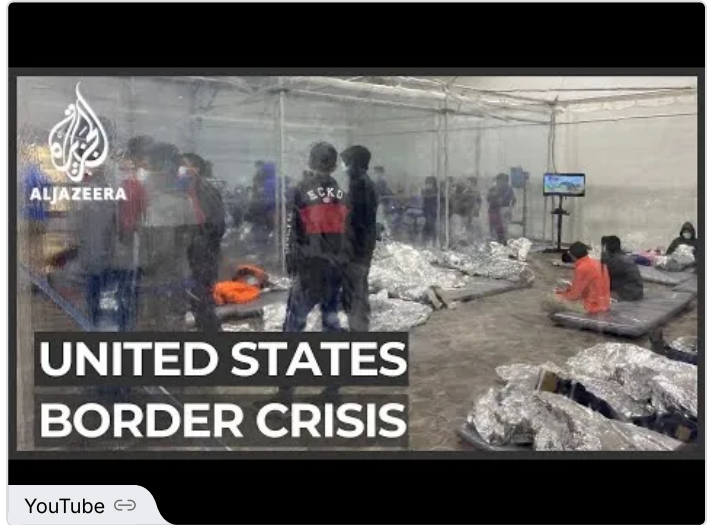 ALJAZEERA
ECKO
UNITED STATES
BORDER CRISIS
YouTube